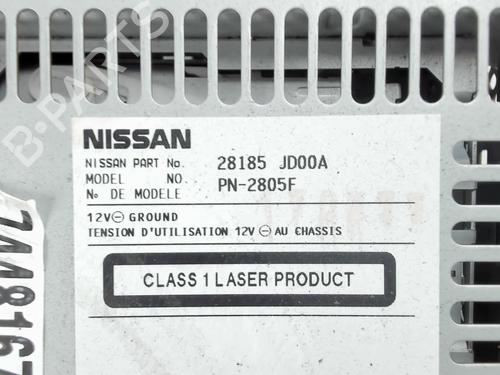 B-PARTS
NISSAN
NISSAN PART No. 28185 JD00A
MODEL NO. PN-2805F
No DE MODELE
12V⊖ GROUND
TENSION D'UTILISATION 12V⊖ AU CHASSIS
CLASS 1 LASER PRODUCT